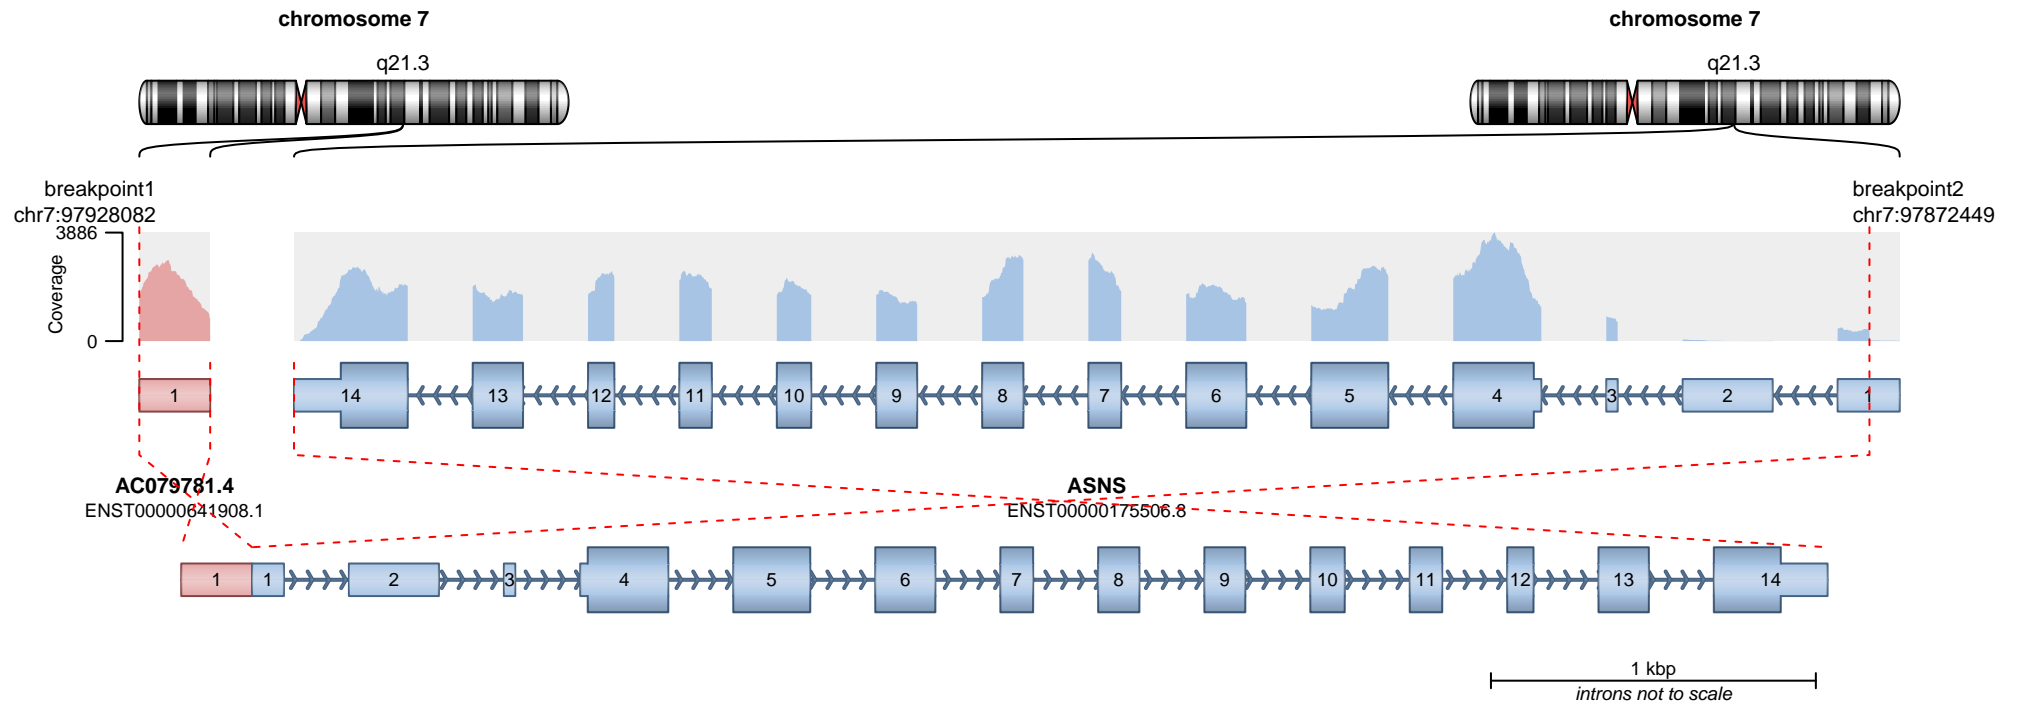 chromosome 7
chromosome 7
q21.3
q21.3
breakpoint1
chr7:97928082
breakpoint2
chr7:97872449
3886
Coverage
0
1
14
13
12
11
10
9
8
7
6
5
4
3
2
1
AC079781.4
ENST00000641908.1
ASNS
ENST00000175506.8
1
1
2
3
4
5
6
7
8
9
10
11
12
13
14
1 kbp
introns not to scale